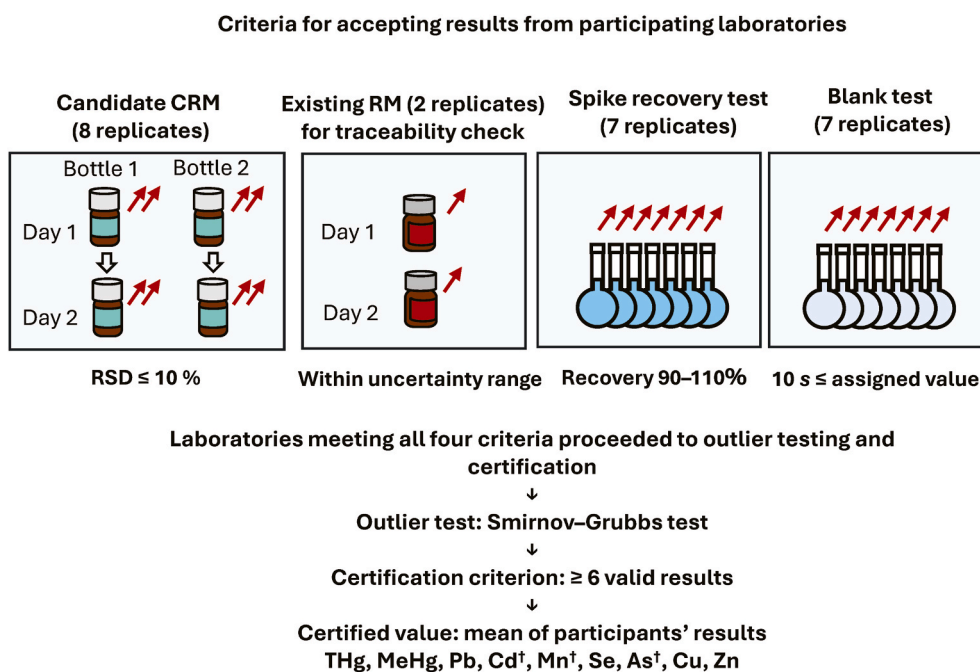 Criteria for accepting results from participating laboratories
Candidate CRM
(8 replicates)
Bottle 1
Bottle 2
Day 1
Day 2
RSD ≤ 10 %
Existing RM (2 replicates)
for traceability check
Day 1
Day 2
Within uncertainty range
Spike recovery test
(7 replicates)
Recovery 90–110%
Blank test
(7 replicates)
10 s ≤ assigned value
Laboratories meeting all four criteria proceeded to outlier testing and
certification
↓
Outlier test: Smirnov–Grubbs test
↓
Certification criterion: ≥ 6 valid results
↓
Certified value: mean of participants’ results
THg, MeHg, Pb, Cd†, Mn†, Se, As†, Cu, Zn